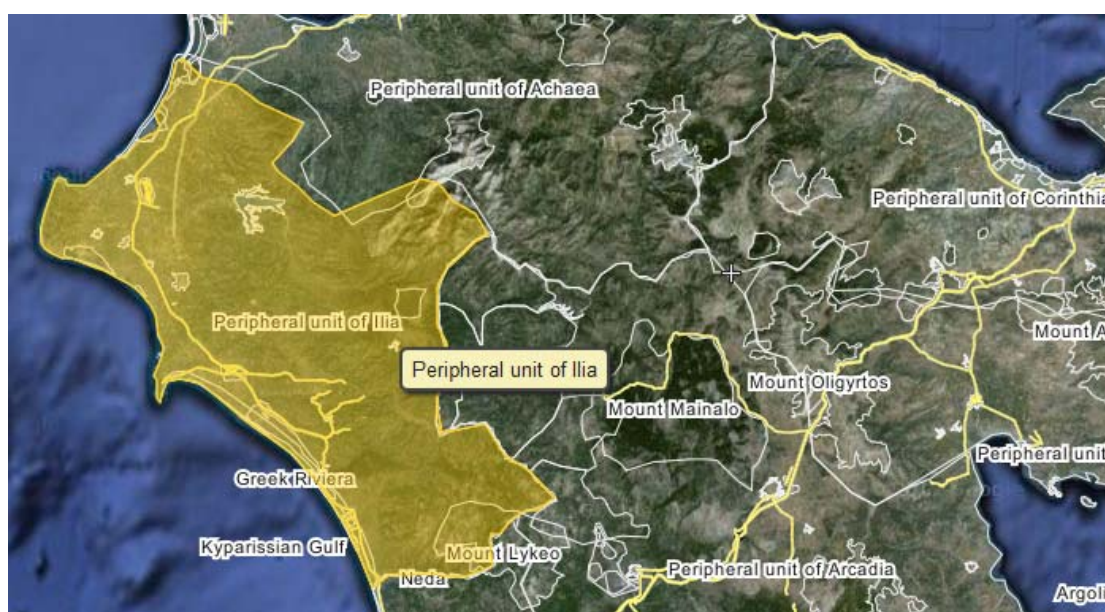 Peripheral unit of Achaea
Peripheral unit of Corinthia
Peripheral unit of Ilia
Mount A
Peripheral unit of Ilia
Mount Oligyrtos
Mount Mainalo
Peripheral unit
Greek Riviera
Kyparissian Gulf
Mount Lykeo
Neda
Peripheral unit of Arcadia
Argoli